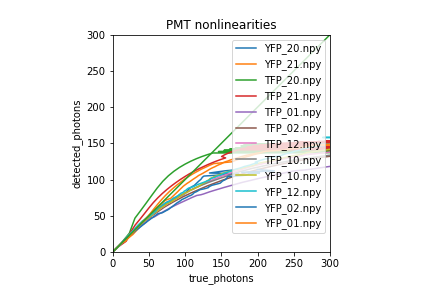 PMT nonlinearities
detected_photons
300
250
200
150
100
50
0
YFP_20.npy
YFP_21.npy
TFP_20.npy
TFP_21.npy
TFP_01.npy
TFP_02.npy
TFP_12.npy
TFP_10.npy
YFP_10.npy
YFP_12.npy
YFP_02.npy
YFP_01.npy
0 50 100 150 200 250 300
true_photons